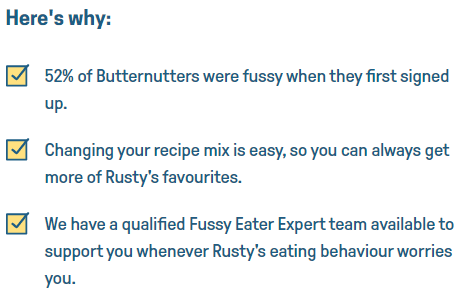 Here's why:
52% of Butternutters were fussy when they first signed
up.
Changing your recipe mix is easy, so you can always get
more of Rusty's favourites.
We have a qualified Fussy Eater Expert team available to
support you whenever Rusty's eating behaviour worries
you.